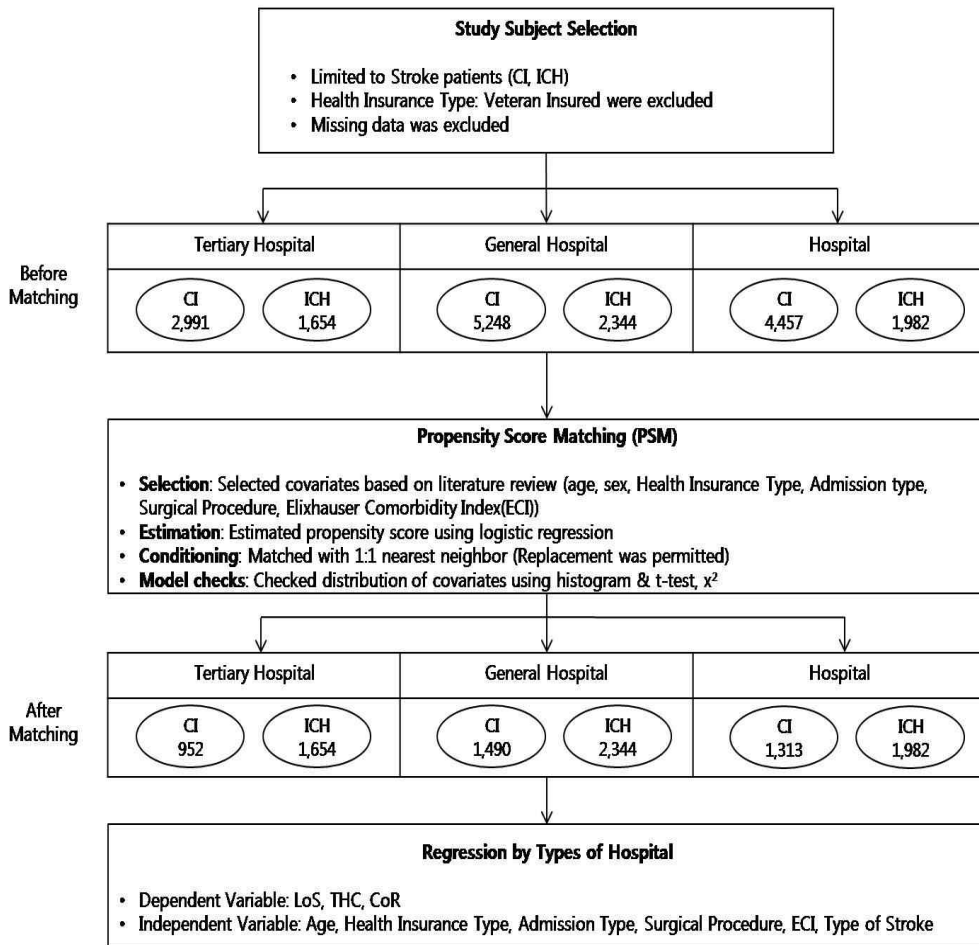 Study Subject Selection
• Limited to Stroke patients (CI, ICH)
• Health Insurance Type: Veteran Insured were excluded
• Missing data was excluded
Before
Matching
Tertiary Hospital
General Hospital
Hospital
CI
2,991
ICH
1,654
CI
5,248
ICH
2,344
CI
4,457
ICH
1,982
Propensity Score Matching (PSM)
• Selection: Selected covariates based on literature review (age, sex, Health Insurance Type, Admission type,
Surgical Procedure, Elixhauser Comorbidity Index(ECI))
• Estimation: Estimated propensity score using logistic regression
• Conditioning: Matched with 1:1 nearest neighbor (Replacement was permitted)
• Model checks: Checked distribution of covariates using histogram & t-test, x²
After
Matching
Tertiary Hospital
General Hospital
Hospital
CI
952
ICH
1,654
CI
1,490
ICH
2,344
CI
1,313
ICH
1,982
Regression by Types of Hospital
• Dependent Variable: LoS, THC, CoR
• Independent Variable: Age, Health Insurance Type, Admission Type, Surgical Procedure, ECI, Type of Stroke